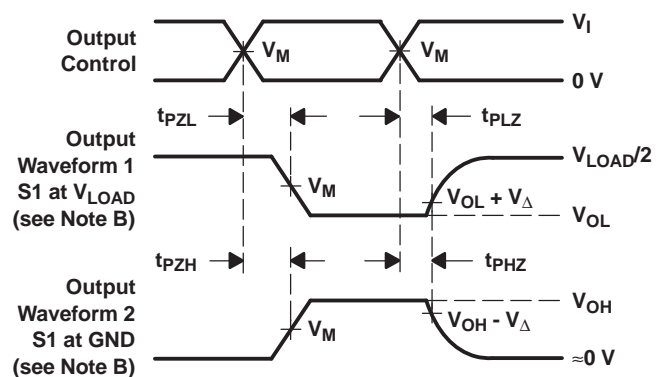 Output
Control
V_M
V_M
V_I
0 V
t_PZL
t_PLZ
Output
Waveform 1
S1 at V_LOAD
(see Note B)
V_M
V_LOAD/2
V_OL + V_Δ
V_OL
t_PZH
t_PHZ
Output
Waveform 2
S1 at GND
(see Note B)
V_M
V_OH
V_OH - V_Δ
≈0 V